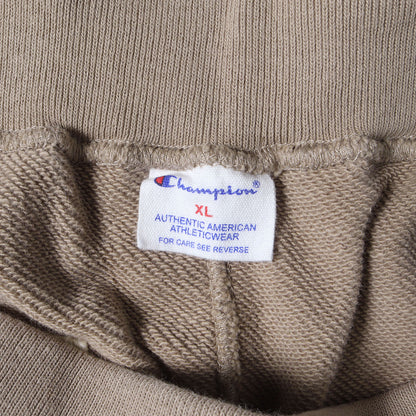 Champion®
XL
AUTHENTIC AMERICAN
ATHLETICWEAR
FOR CARE SEE REVERSE